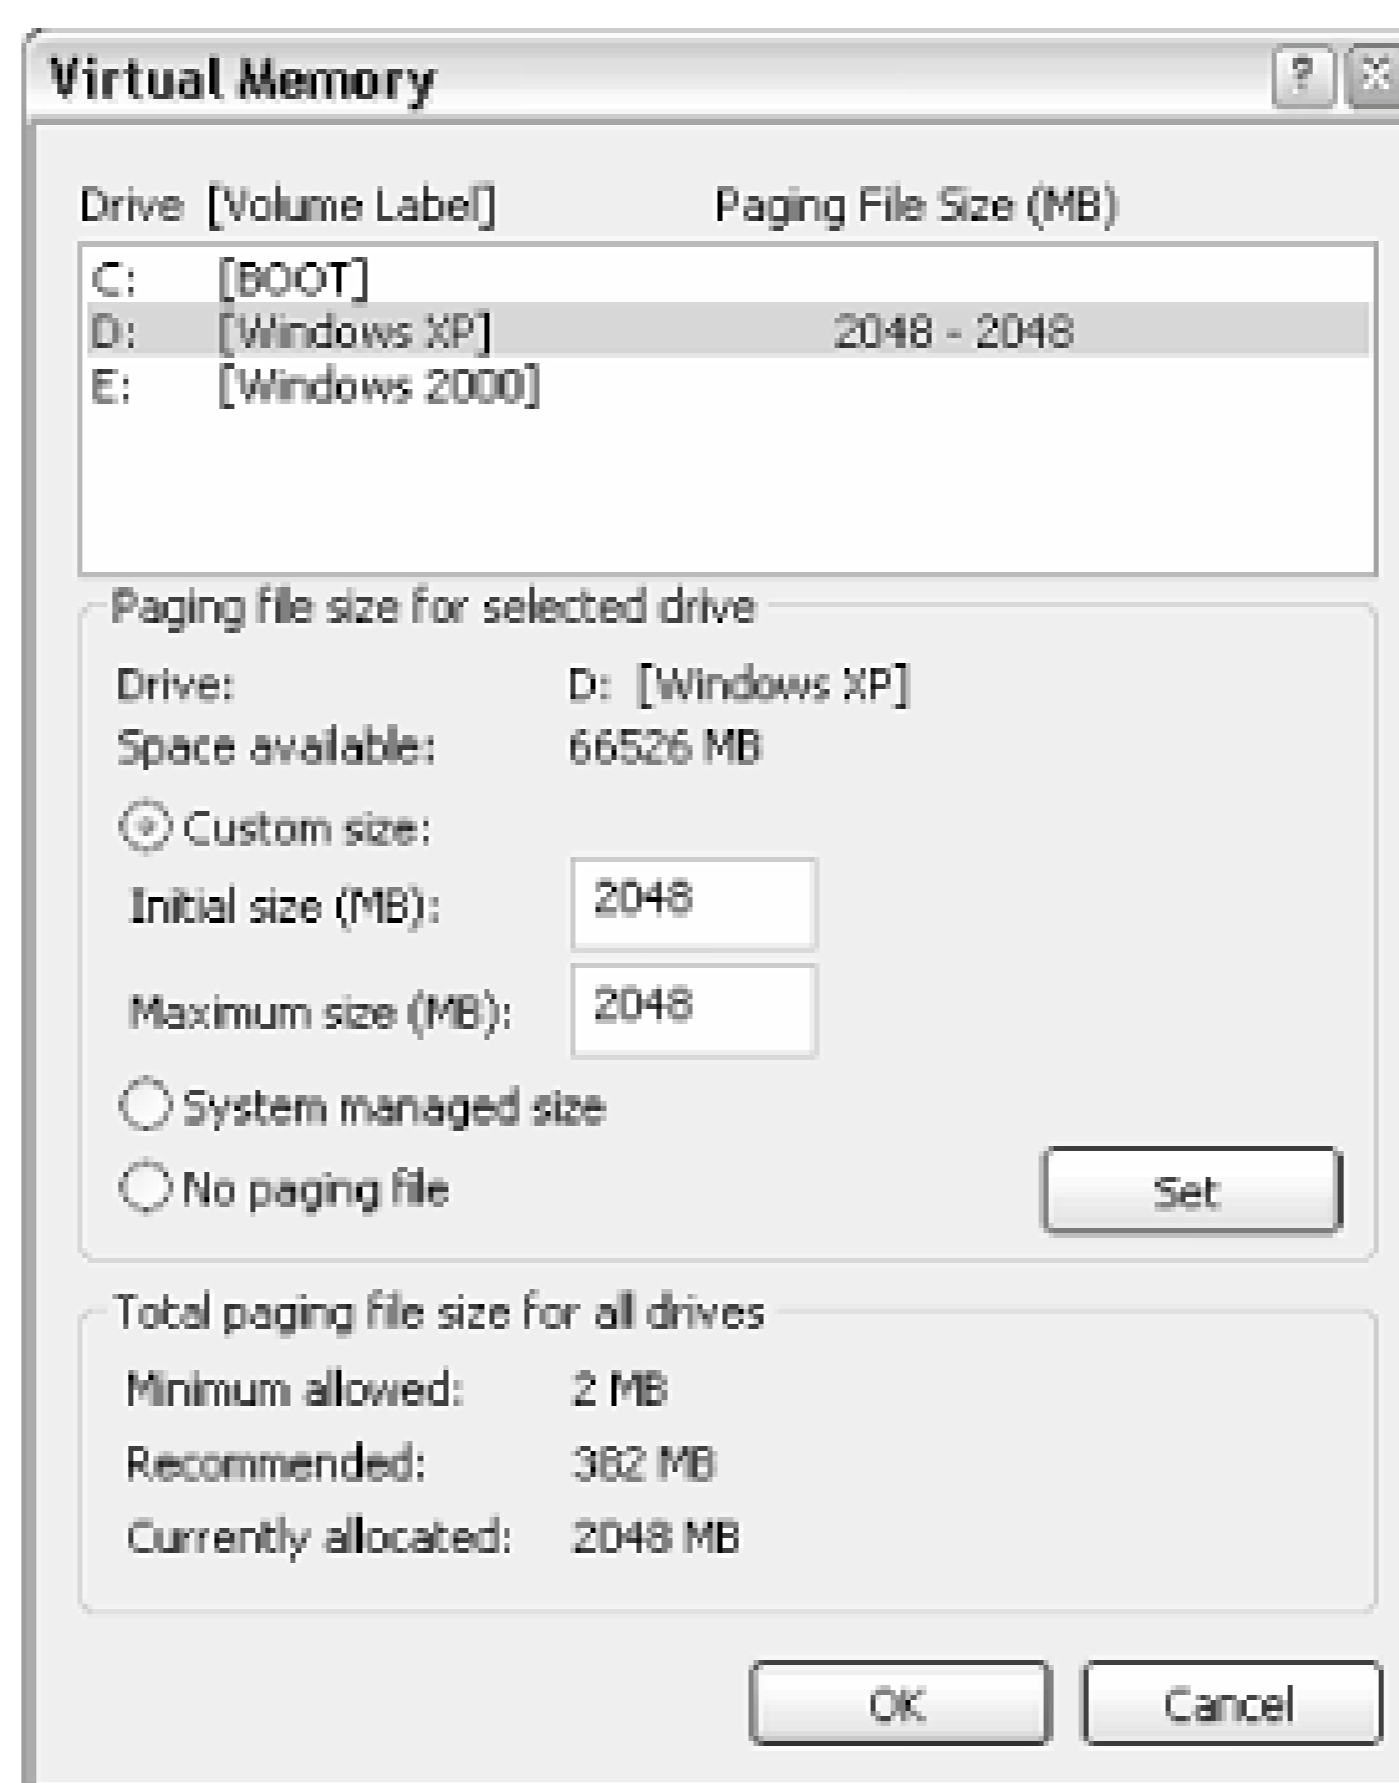 Virtual Memory
Drive [Volume Label] Paging File Size (MB)
C: [BOOT]
D: [Windows XP] 2048 - 2048
E: [Windows 2000]
Paging file size for selected drive
Drive: D: [Windows XP]
Space available: 66526 MB
Custom size:
Initial size (MB): 2048
Maximum size (MB): 2048
System managed size
No paging file
Set
Total paging file size for all drives
Minimum allowed: 2 MB
Recommended: 382 MB
Currently allocated: 2048 MB
OK Cancel